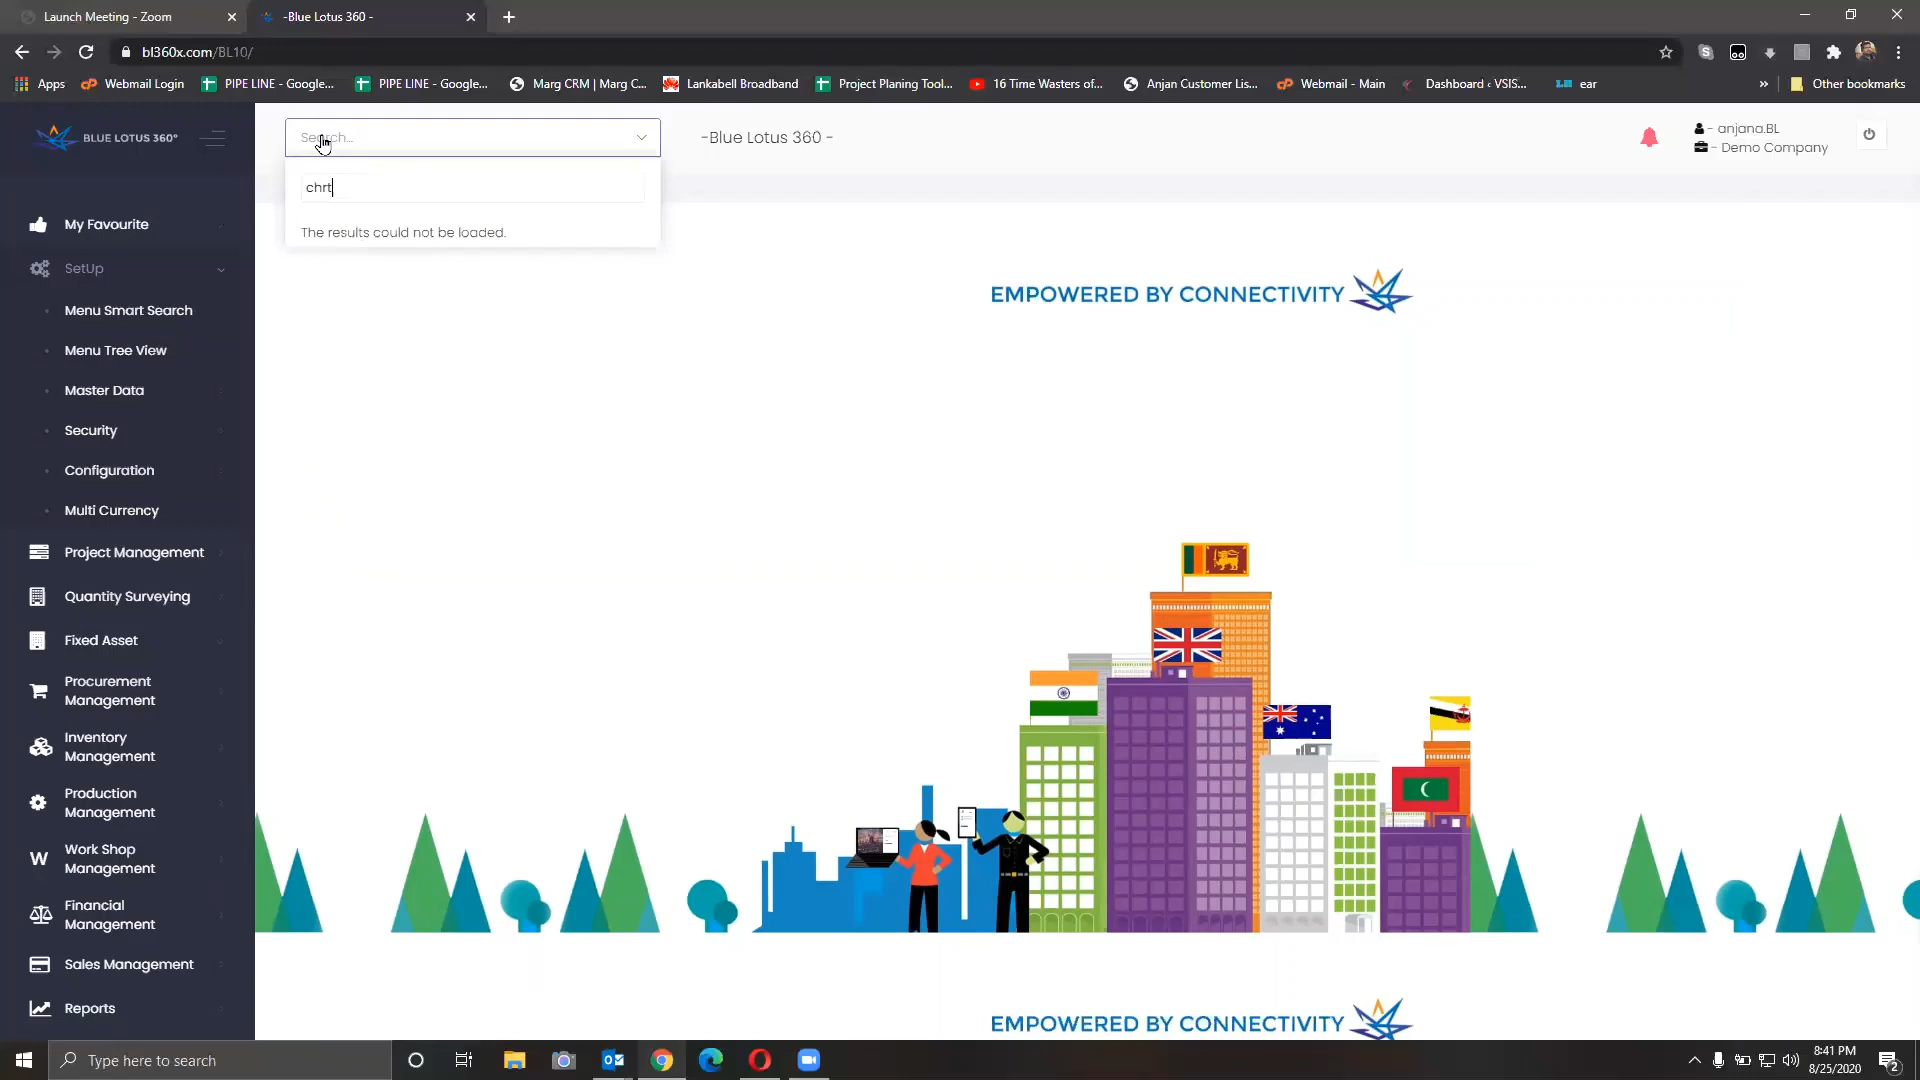 Launch Meeting - Zoom
-Blue Lotus 360 -
bl360x.com/BL10/
Apps
Webmail Login
PIPE LINE - Google...
PIPE LINE - Google...
Marg CRM | Marg C...
Lankabell Broadband
Project Planing Tool...
16 Time Wasters of...
Anjan Customer Lis...
Webmail - Main
Dashboard ‹ VSIS...
ear
»
Other bookmarks
BLUE LOTUS 360°
Search...
-Blue Lotus 360 -
- anjana.BL
- Demo Company
chrt
The results could not be loaded.
My Favourite
SetUp
Menu Smart Search
Menu Tree View
Master Data
Security
Configuration
Multi Currency
Project Management
Quantity Surveying
Fixed Asset
Procurement
Management
Inventory
Management
Production
Management
W
Work Shop
Management
Financial
Management
Sales Management
Reports
EMPOWERED BY CONNECTIVITY
EMPOWERED BY CONNECTIVITY
Type here to search
8:41 PM
8/25/2020
2